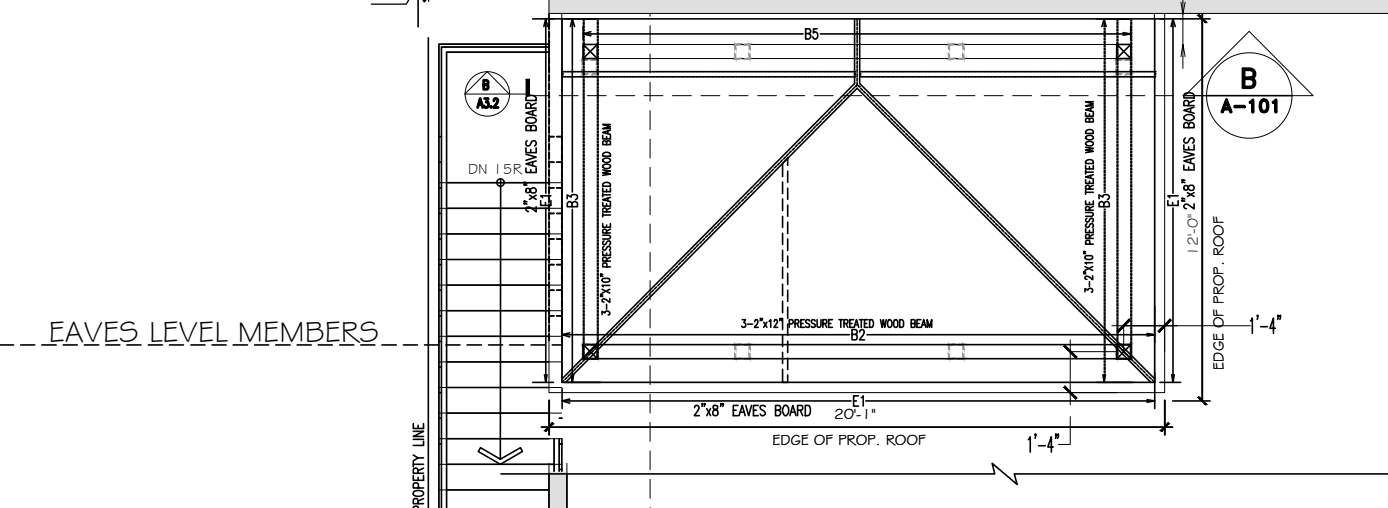 B5
B
A3.2
B
A-101
DN 15R
2"x8" EAVES BOARD
E1
B3
3-2"X10" PRESSURE TREATED WOOD BEAM
3-2"X10" PRESSURE TREATED WOOD BEAM
B3
E1
2"x8" EAVES BOARD
12'-0"
EDGE OF PROP. ROOF
EAVES LEVEL MEMBERS
3-2"x12" PRESSURE TREATED WOOD BEAM
B2
1'-4"
E1
2"x8" EAVES BOARD
20'-1"
EDGE OF PROP. ROOF
1'-4"
PROPERTY LINE